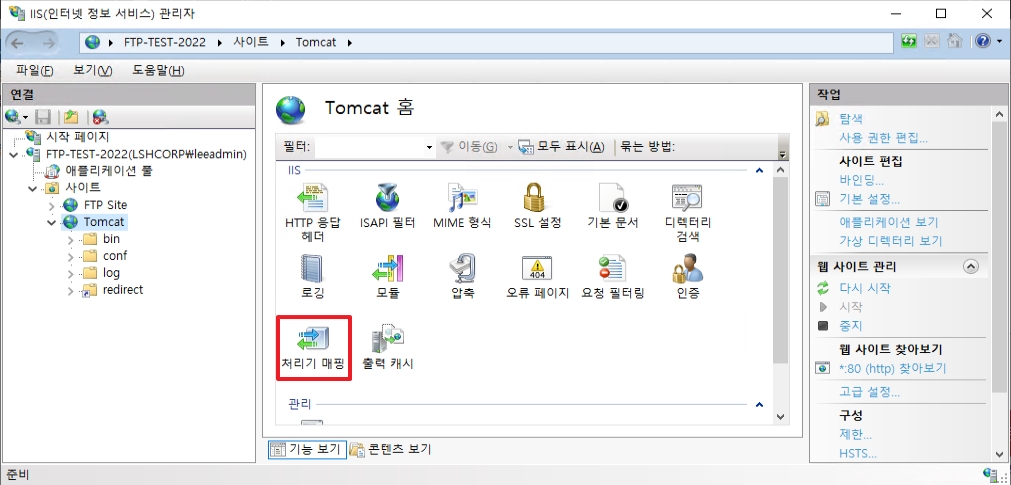 IIS(인터넷 정보 서비스) 관리자
FTP-TEST-2022 사이트 Tomcat
파일(F) 보기(V) 도움말(H)
연결
시작 페이지
FTP-TEST-2022(LSHCORP₩leeadmin)
애플리케이션 풀
사이트
FTP Site
Tomcat
bin
conf
log
redirect
Tomcat 홈
필터: 이동(G) 모두 표시(A) 묶는 방법:
IIS
HTTP 응답 헤더
ISAPI 필터
MIME 형식
SSL 설정
기본 문서
디렉터리 검색
로깅
모듈
압축
404
오류 페이지
요청 필터링
인증
처리기 매핑
출력 캐시
관리
기능 보기 콘텐츠 보기
작업
탐색
사용 권한 편집...
사이트 편집
바인딩...
기본 설정...
애플리케이션 보기
가상 디렉터리 보기
웹 사이트 관리
다시 시작
시작
중지
웹 사이트 찾아보기
*:80 (http) 찾아보기
고급 설정...
구성
제한...
HSTS...
준비